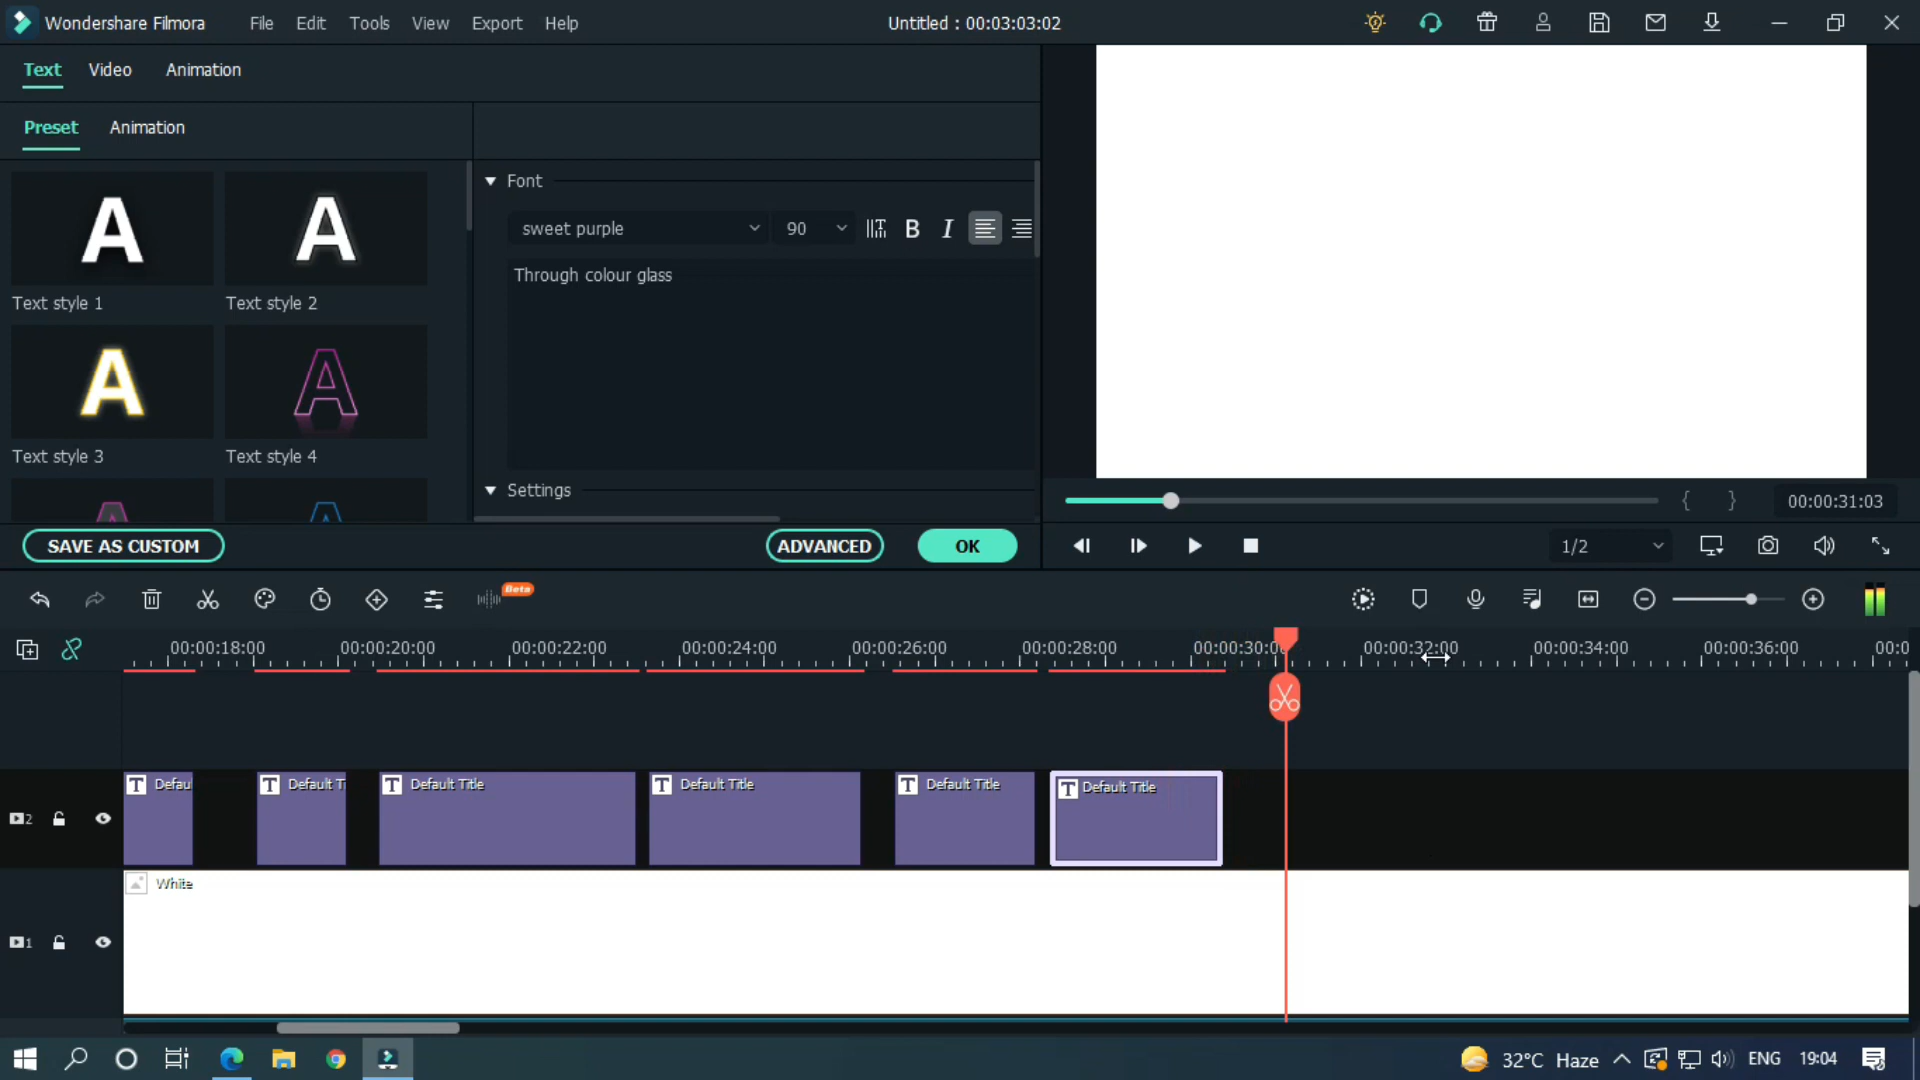 Wondershare Filmora File Edit Tools View Export Help Untitled : 00:03:03:02
Text Video Animation
Preset Animation
Font
sweet purple 90 B I
Through colour glass
Text style 1 Text style 2
Text style 3 Text style 4
Settings
00:00:31:03
SAVE AS CUSTOM ADVANCED OK 1/2
Beta
00:00:18:00 00:00:20:00 00:00:22:00 00:00:24:00 00:00:26:00 00:00:28:00 00:00:30:0 00:00:32:00 00:00:34:00 00:00:36:00 00:0
Defau Default T Default Title Default Title Default Title Default Title
2
White
1
32°C Haze ENG 19:04